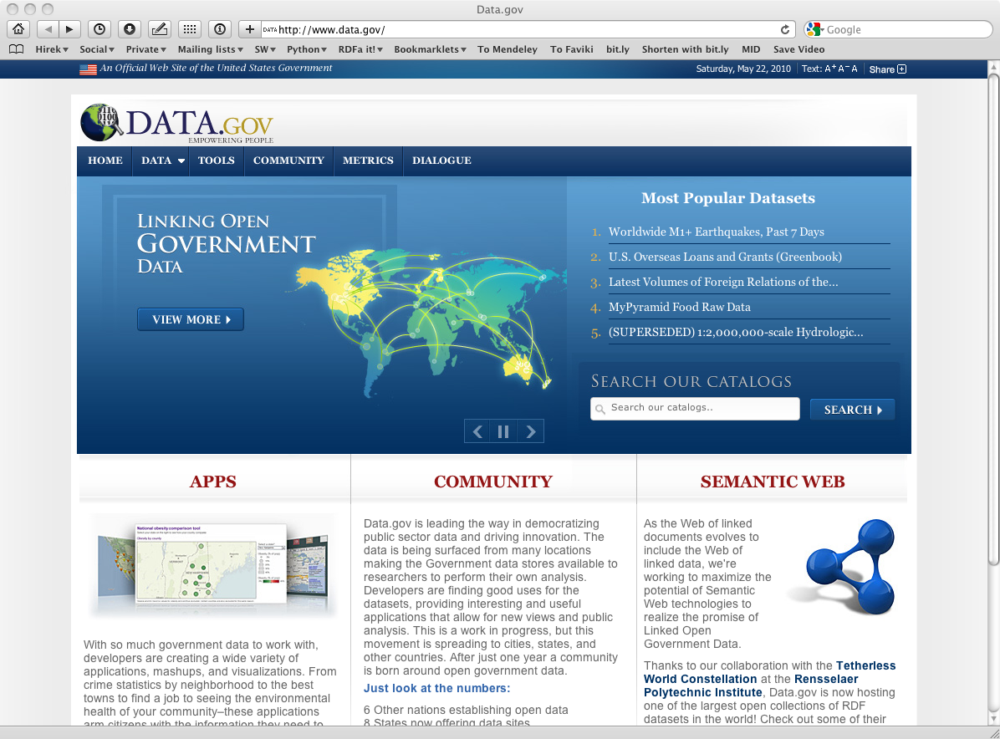 Data.gov
DATA http://www.data.gov/
Google
Hirek▾ Social▾ Private▾ Mailing lists▾ SW▾ Python▾ RDFa it!▾ Bookmarklets▾ To Mendeley To Faviki bit.ly Shorten with bit.ly MID Save Video
An Official Web Site of the United States Government
Saturday, May 22, 2010 Text: A+ A– A Share
DATA.GOV
EMPOWERING PEOPLE
HOME DATA TOOLS COMMUNITY METRICS DIALOGUE
LINKING OPEN
GOVERNMENT
DATA
VIEW MORE
Most Popular Datasets
1. Worldwide M1+ Earthquakes, Past 7 Days
2. U.S. Overseas Loans and Grants (Greenbook)
3. Latest Volumes of Foreign Relations of the...
4. MyPyramid Food Raw Data
5. (SUPERSEDED) 1:2,000,000-scale Hydrologic...
SEARCH OUR CATALOGS
Search our catalogs..
SEARCH
APPS
National obesity comparison tool
With so much government data to work with,
developers are creating a wide variety of
applications, mashups, and visualizations. From
crime statistics by neighborhood to the best
towns to find a job to seeing the environmental
health of your community–these applications
arm citizens with the information they need to
COMMUNITY
Data.gov is leading the way in democratizing
public sector data and driving innovation. The
data is being surfaced from many locations
making the Government data stores available to
researchers to perform their own analysis.
Developers are finding good uses for the
datasets, providing interesting and useful
applications that allow for new views and public
analysis. This is a work in progress, but this
movement is spreading to cities, states, and
other countries. After just one year a community
is born around open government data.
Just look at the numbers:
6 Other nations establishing open data
8 States now offering data sites
SEMANTIC WEB
As the Web of linked
documents evolves to
include the Web of
linked data, we're
working to maximize the
potential of Semantic
Web technologies to
realize the promise of
Linked Open
Government Data.
Thanks to our collaboration with the Tetherless
World Constellation at the Rensselaer
Polytechnic Institute, Data.gov is now hosting
one of the largest open collections of RDF
datasets in the world! Check out some of their